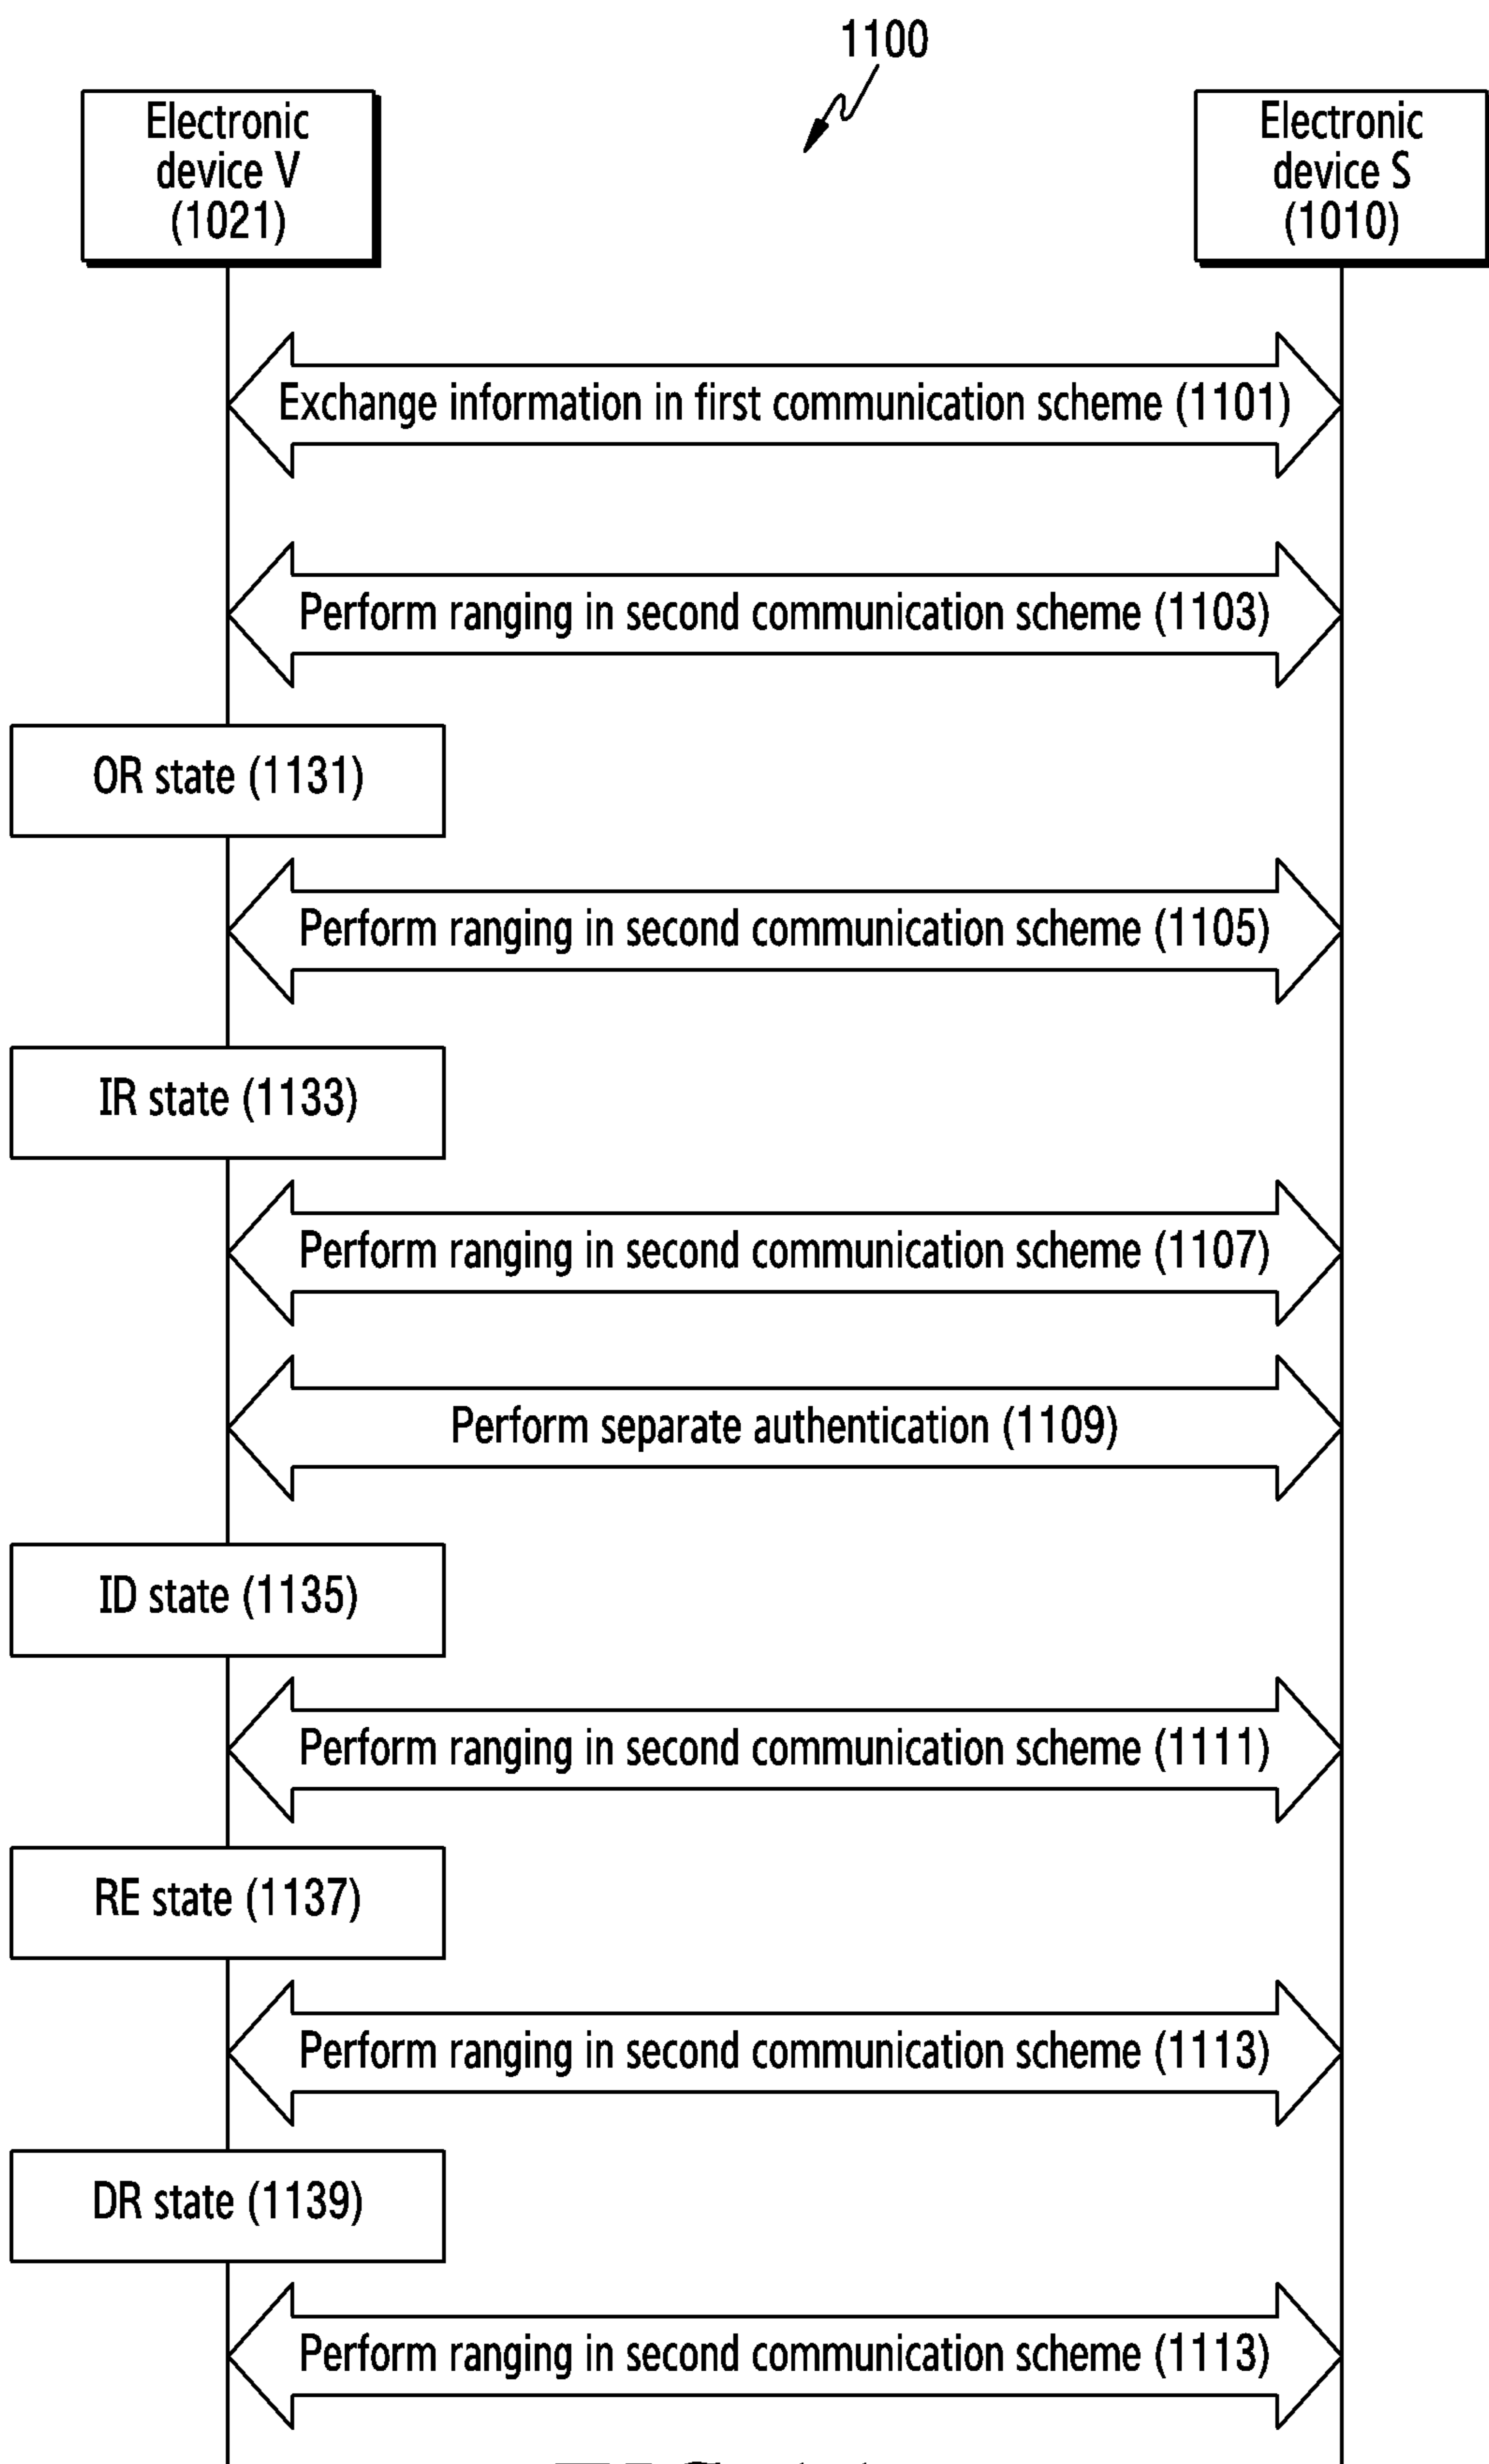 1100
Electronic
device V
(1021)
Electronic
device S
(1010)
Exchange information in first communication scheme (1101)
Perform ranging in second communication scheme (1103)
OR state (1131)
Perform ranging in second communication scheme (1105)
IR state (1133)
Perform ranging in second communication scheme (1107)
Perform separate authentication (1109)
ID state (1135)
Perform ranging in second communication scheme (1111)
RE state (1137)
Perform ranging in second communication scheme (1113)
DR state (1139)
Perform ranging in second communication scheme (1113)